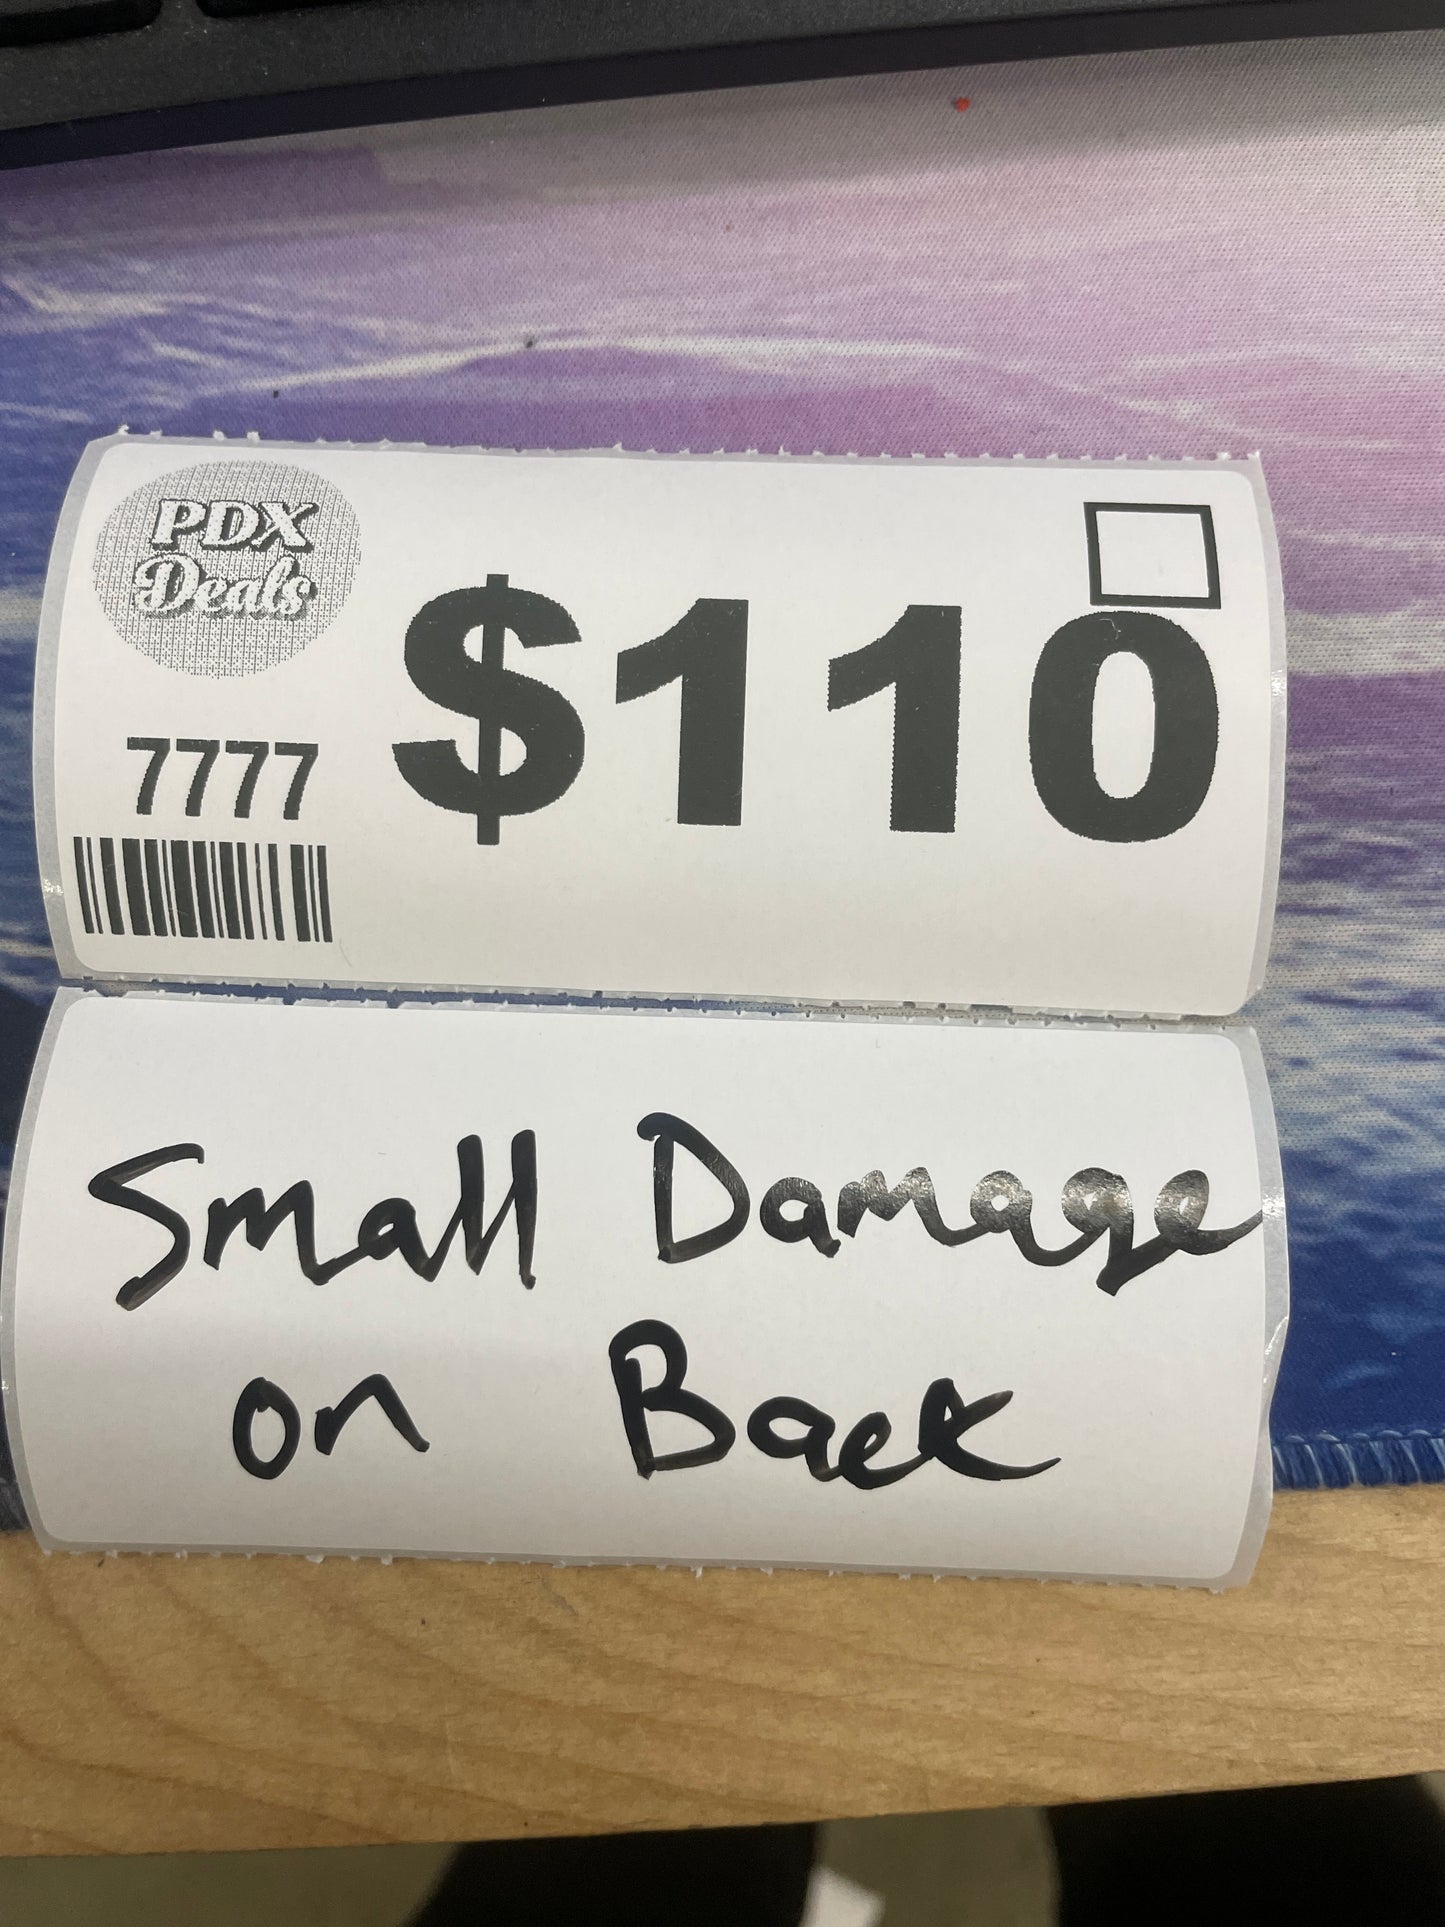 PDX
Deals
$110
7777
Small Damage
on Back